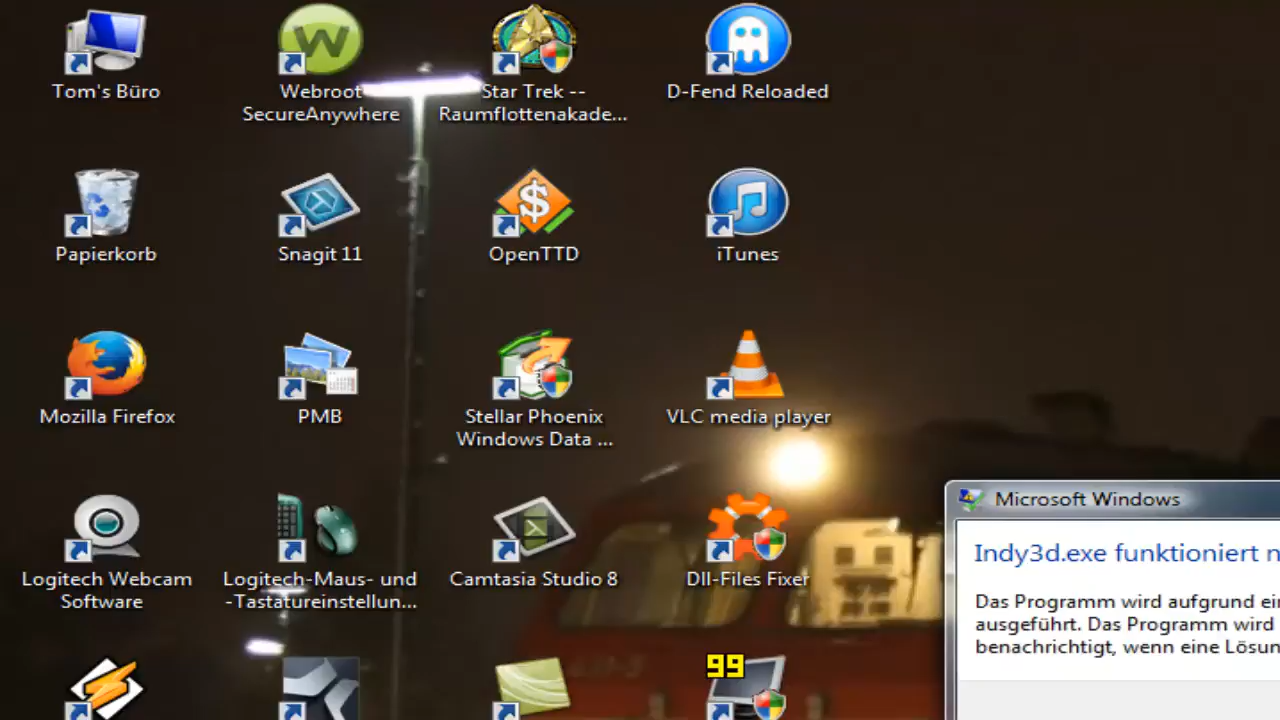 Tom's Büro
Webroot
SecureAnywhere
Star Trek --
Raumflottenakade...
D-Fend Reloaded
Papierkorb
Snagit 11
OpenTTD
iTunes
Mozilla Firefox
PMB
Stellar Phoenix
Windows Data ...
VLC media player
Logitech Webcam
Software
Logitech-Maus- und
-Tastatureinstellun...
Camtasia Studio 8
Dll-Files Fixer
99
Microsoft Windows
Indy3d.exe funktioniert n
Das Programm wird aufgrund ein
ausgeführt. Das Programm wird
benachrichtigt, wenn eine Lösun